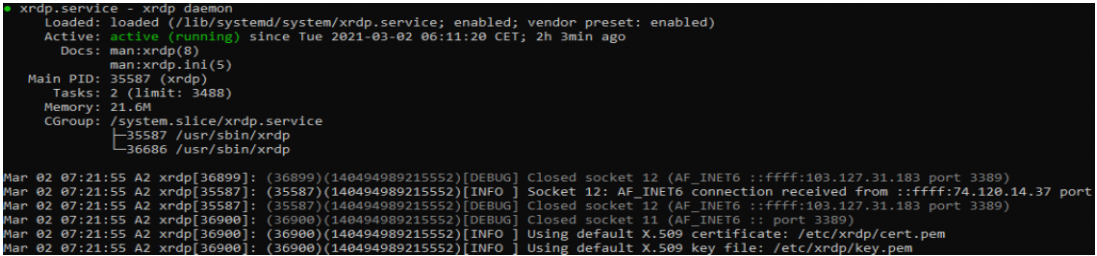 ● xrdp.service - xrdp daemon
Loaded: loaded (/lib/systemd/system/xrdp.service; enabled; vendor preset: enabled)
Active: active (running) since Tue 2021-03-02 06:11:20 CET; 2h 3min ago
Docs: man:xrdp(8)
man:xrdp.ini(5)
Main PID: 35587 (xrdp)
Tasks: 2 (limit: 3488)
Memory: 21.6M
CGroup: /system.slice/xrdp.service
├─35587 /usr/sbin/xrdp
└─36686 /usr/sbin/xrdp
Mar 02 07:21:55 A2 xrdp[36899]: (36899)(140494989215552)[DEBUG] Closed socket 12 (AF_INET6 ::ffff:103.127.31.183 port 3389)
Mar 02 07:21:55 A2 xrdp[35587]: (35587)(140494989215552)[INFO ] Socket 12: AF_INET6 connection received from ::ffff:74.120.14.37 port
Mar 02 07:21:55 A2 xrdp[35587]: (35587)(140494989215552)[DEBUG] Closed socket 12 (AF_INET6 ::ffff:103.127.31.183 port 3389)
Mar 02 07:21:55 A2 xrdp[36900]: (36900)(140494989215552)[DEBUG] Closed socket 11 (AF_INET6 :: port 3389)
Mar 02 07:21:55 A2 xrdp[36900]: (36900)(140494989215552)[INFO ] Using default X.509 certificate: /etc/xrdp/cert.pem
Mar 02 07:21:55 A2 xrdp[36900]: (36900)(140494989215552)[INFO ] Using default X.509 key file: /etc/xrdp/key.pem